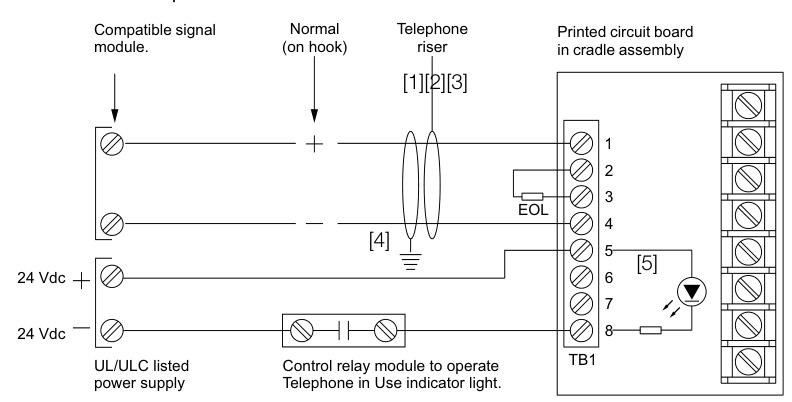 Compatible signal
module.
Normal
(on hook)
Telephone
riser
Printed circuit board
in cradle assembly
[1][2][3]
+
1
2
3
EOL
—
4
[4]
5
[5]
24 Vdc +
6
7
24 Vdc —
8
TB1
UL/ULC listed
power supply
Control relay module to operate
Telephone in Use indicator light.